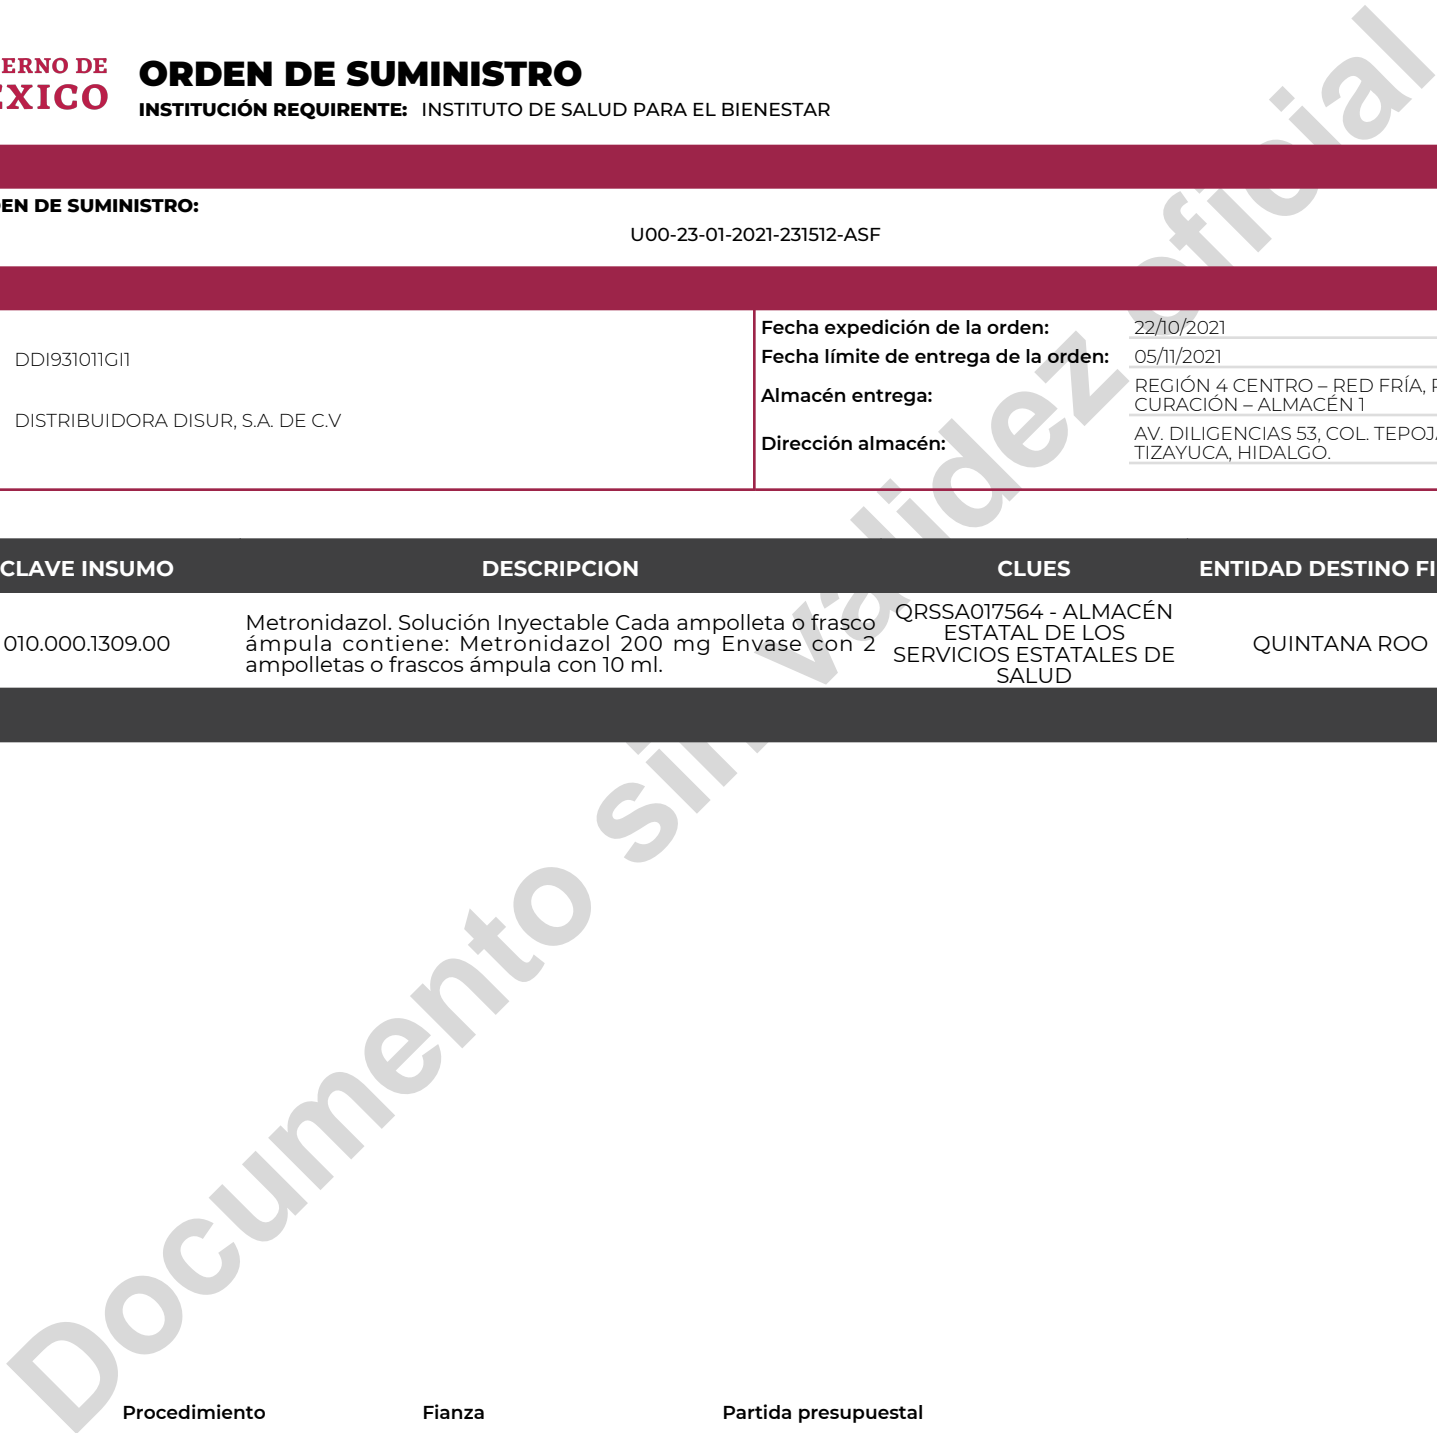 ERNO DE
EXICO
ORDEN DE SUMINISTRO
INSTITUCIÓN REQUIRENTE: INSTITUTO DE SALUD PARA EL BIENESTAR
EN DE SUMINISTRO:
U00-23-01-2021-231512-ASF
DDI931011GI1
DISTRIBUIDORA DISUR, S.A. DE C.V
Fecha expedición de la orden: 22/10/2021
Fecha límite de entrega de la orden: 05/11/2021
Almacén entrega: REGIÓN 4 CENTRO – RED FRÍA,
CURACIÓN – ALMACÉN 1
Dirección almacén: AV. DILIGENCIAS 53, COL. TEPOJA
TIZAYUCA, HIDALGO.
CLAVE INSUMO DESCRIPCION CLUES ENTIDAD DESTINO FI
010.000.1309.00
Metronidazol. Solución Inyectable Cada ampolleta o frasco
ámpula contiene: Metronidazol 200 mg Envase con 2
ampolletas o frascos ámpula con 10 ml.
QRSSA017564 - ALMACÉN
ESTATAL DE LOS
SERVICIOS ESTATALES DE
SALUD
QUINTANA ROO
Documento sin validez oficial
Procedimiento Fianza Partida presupuestal